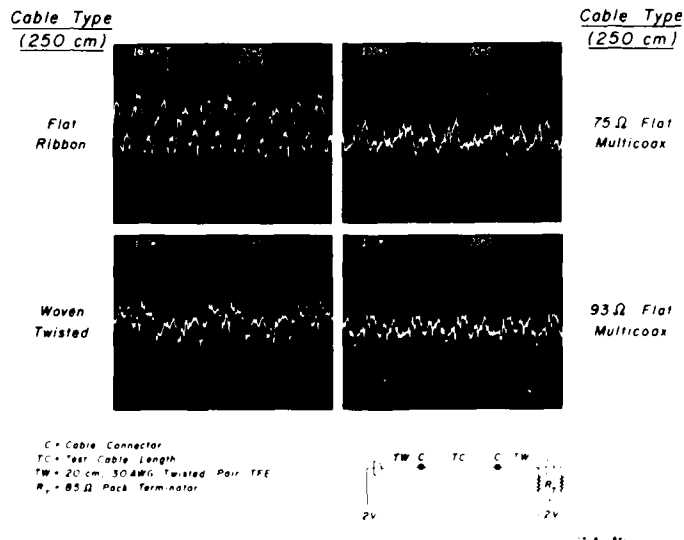 Cable Type
(250 cm)
Cable Type
(250 cm)
Flat
Ribbon
75 Ω Flat
Multicoax
Woven
Twisted
93 Ω Flat
Multicoax
C = Cable Connector
TC = Test Cable Length
TW = 20 cm, 30 AWG Twisted Pair TFE
R_T = 85 Ω Pack Terminator
TW C TC C TW
R_T
2V
-2V